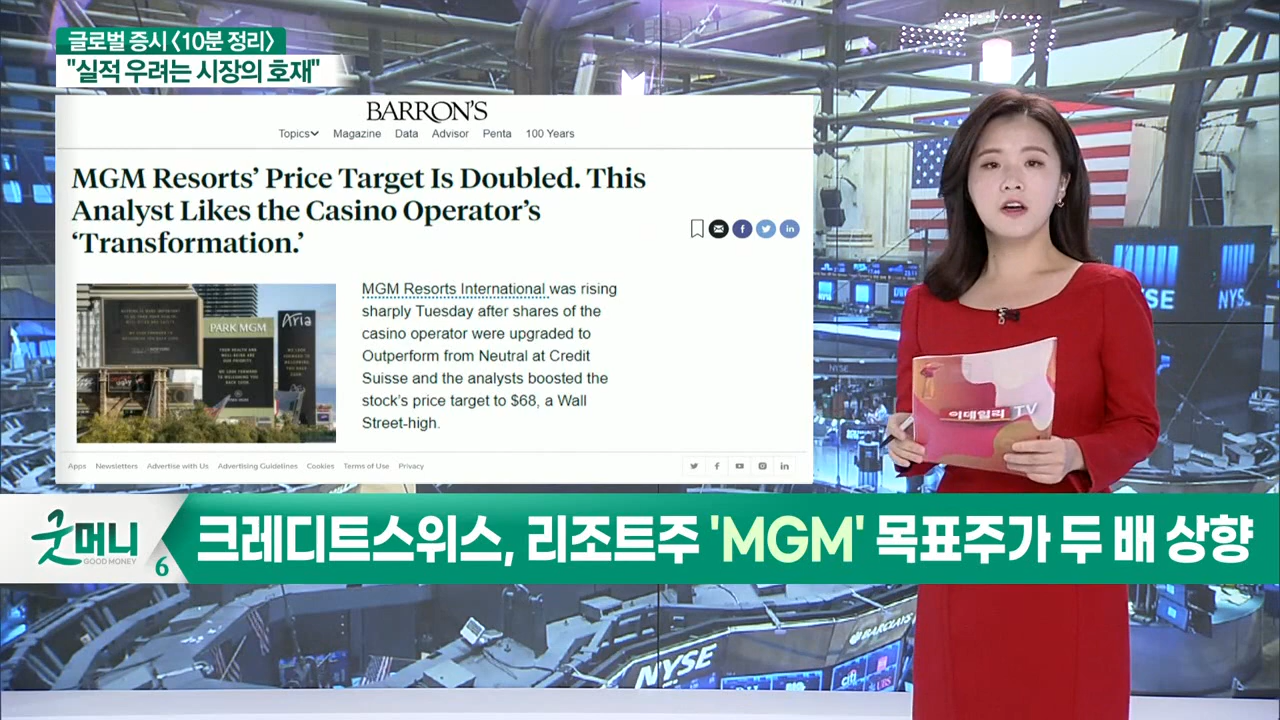 글로벌 증시 <10분 정리>
"실적 우려는 시장의 호재"
BARRON'S
Topics Magazine Data Advisor Penta 100 Years
MGM Resorts’ Price Target Is Doubled. This
Analyst Likes the Casino Operator’s
‘Transformation.’
PARK MGM
Aria
MGM Resorts International was rising
sharply Tuesday after shares of the
casino operator were upgraded to
Outperform from Neutral at Credit
Suisse and the analysts boosted the
stock’s price target to $68, a Wall
Street-high.
Apps Newsletters Advertise with Us Advertising Guidelines Cookies Terms of Use Privacy
이데일리 TV
NYSE
NYSE
NYS
굿머니
GOOD MONEY
6
크레디트스위스, 리조트주 'MGM' 목표주가 두 배 상향
NYSE
BARCLAYS
UBS